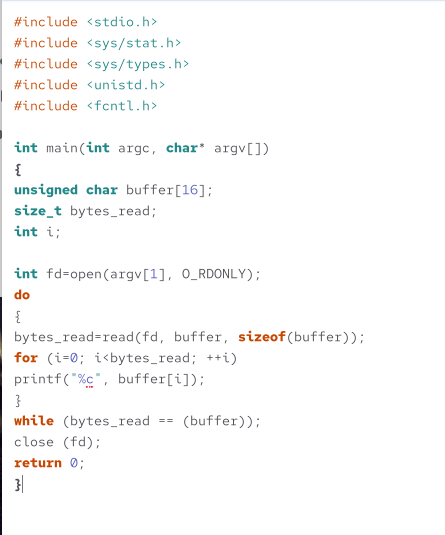 #include <stdio.h>
#include <sys/stat.h>
#include <sys/types.h>
#include <unistd.h>
#include <fcntl.h>
int main(int argc, char* argv[])
{
unsigned char buffer[16];
size_t bytes_read;
int i;
int fd=open(argv[1], O_RDONLY);
do
{
bytes_read=read(fd, buffer, sizeof(buffer));
for (i=0; i<bytes_read; ++i)
printf("%c", buffer[i]);
}
while (bytes_read == (buffer));
close (fd);
return 0;
}